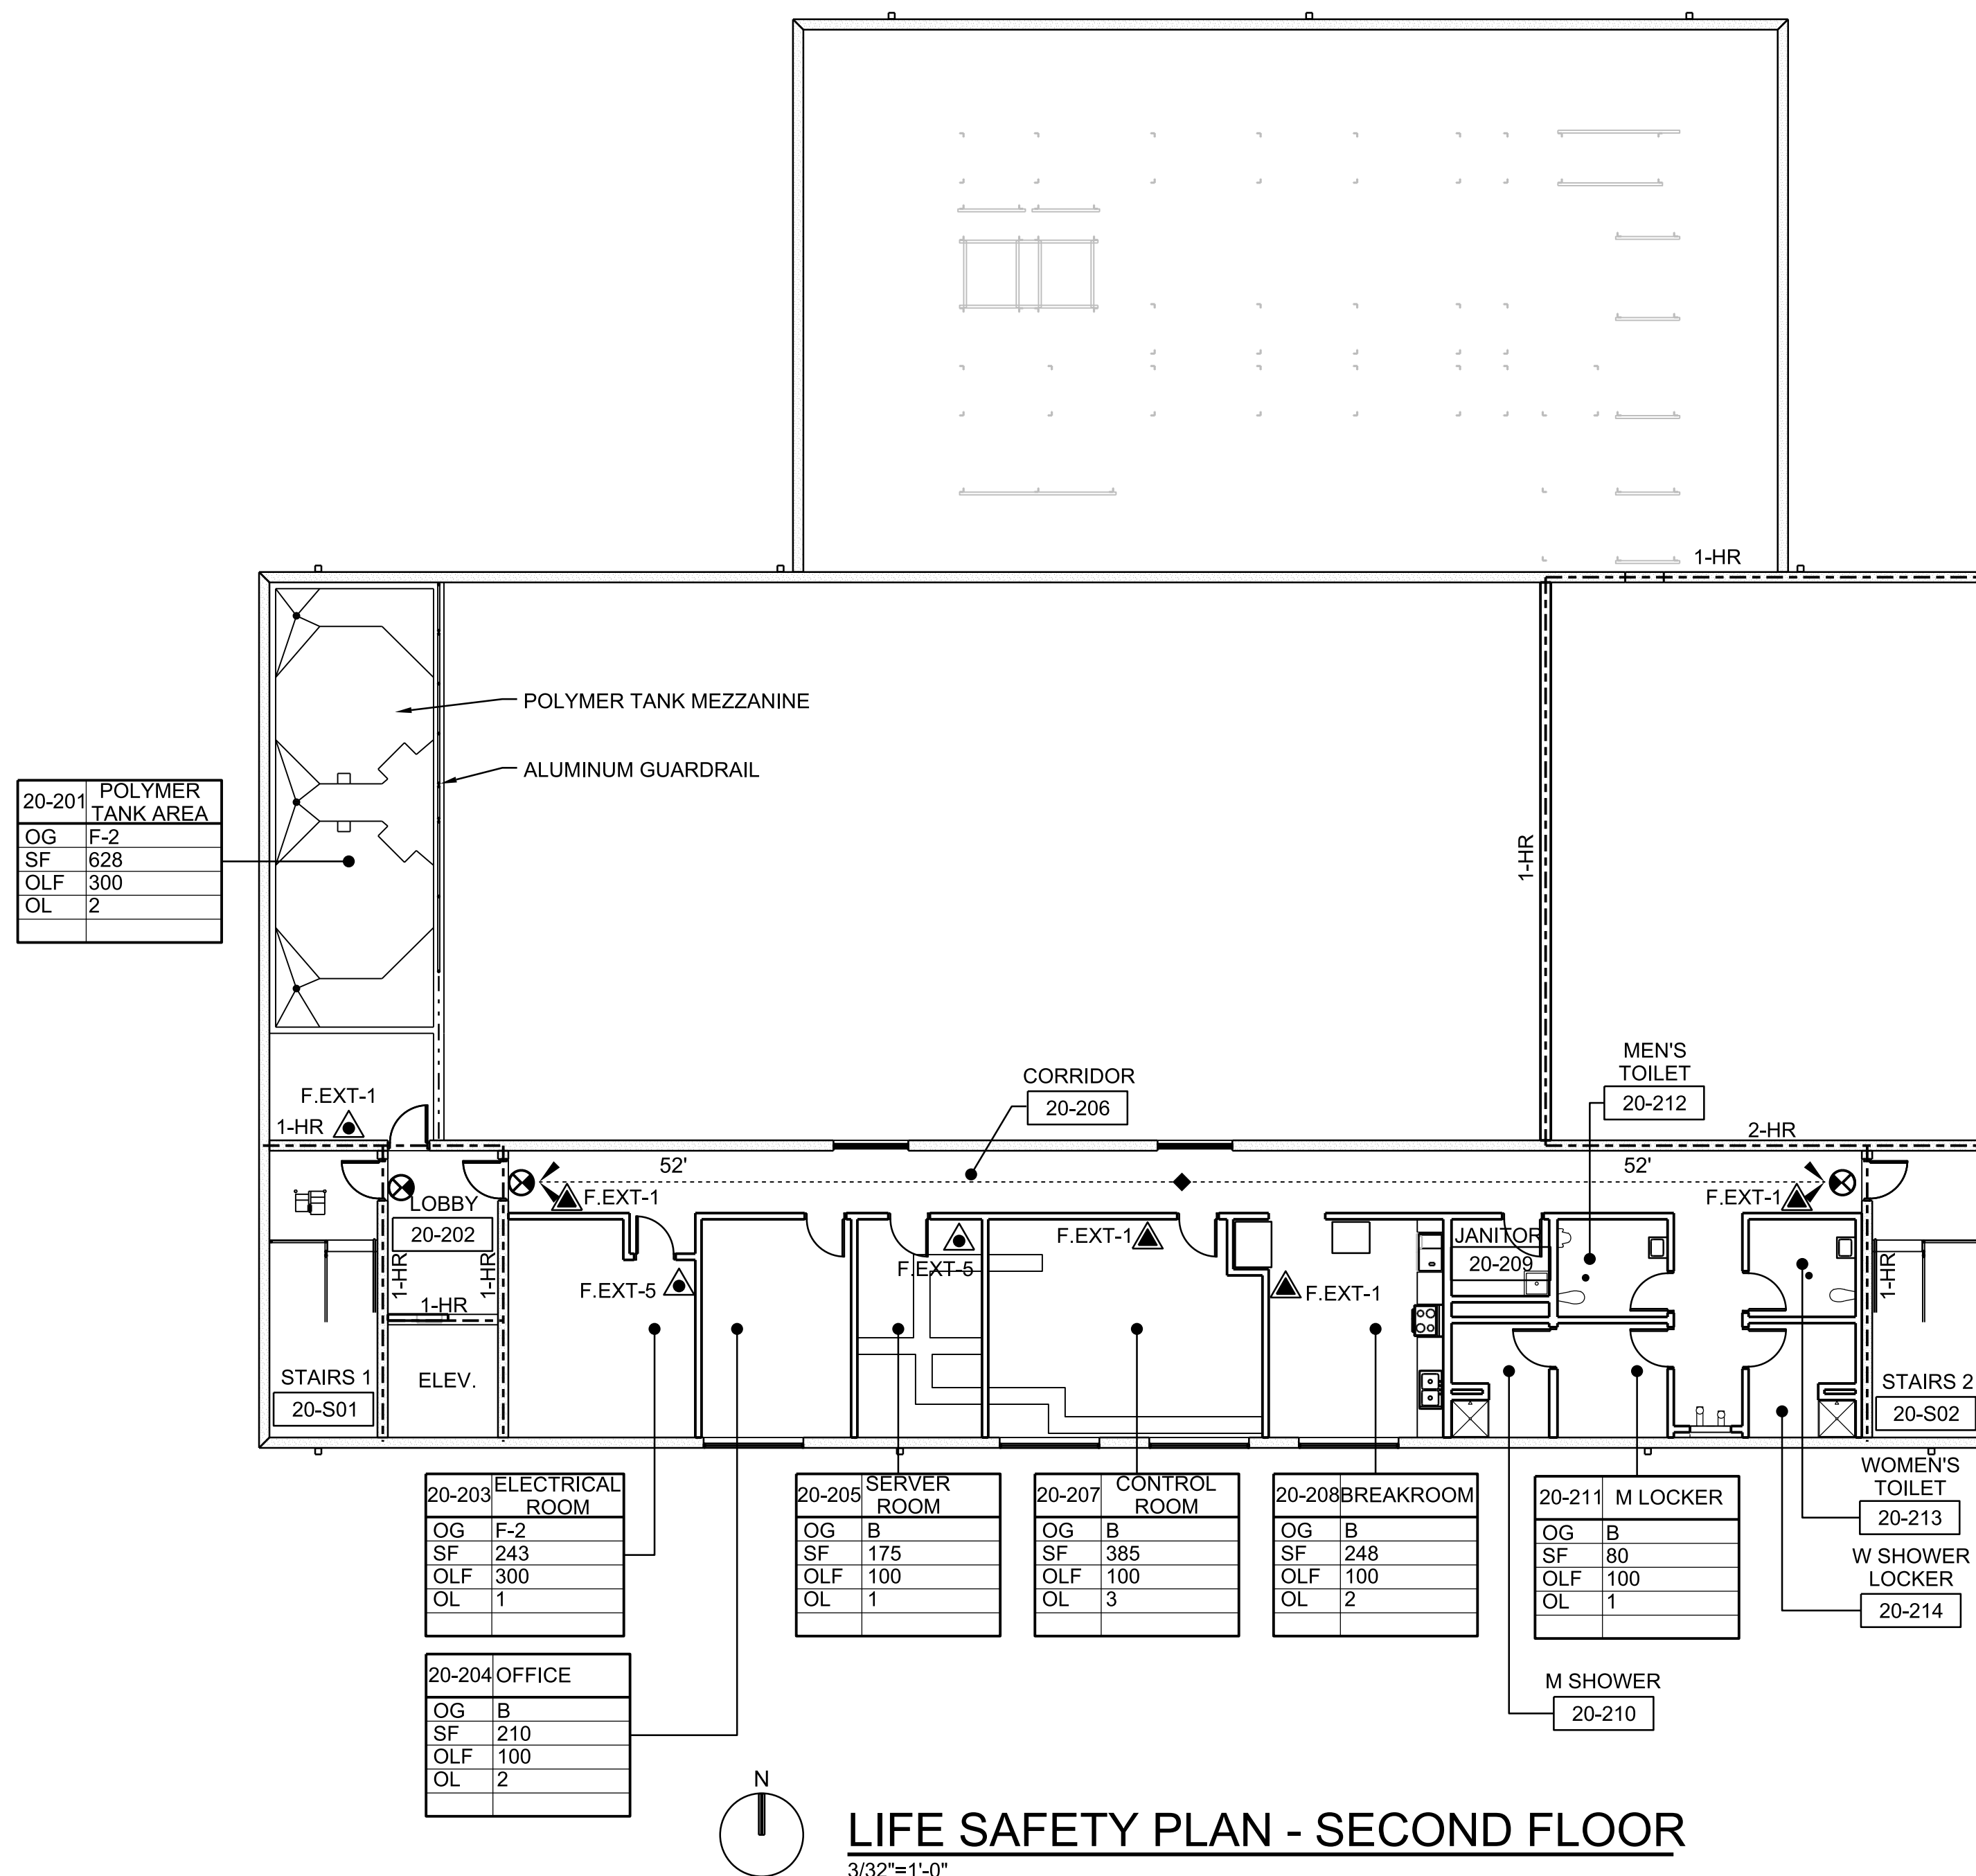 1-HR
POLYMER TANK MEZZANINE
ALUMINUM GUARDRAIL
20-201 POLYMER
TANK AREA
OG F-2
SF 628
OLF 300
OL 2
1-HR
MEN'S
TOILET
20-212
CORRIDOR
20-206
F.EXT-1
1-HR
2-HR
52'
52'
F.EXT-1
F.EXT-1
LOBBY
20-202
F.EXT-1
JANITOR
20-209
F.EXT-5
F.EXT-5
F.EXT-1
1-HR
1-HR
1-HR
1-HR
STAIRS 1
20-S01
ELEV.
STAIRS 2
20-S02
20-203 ELECTRICAL
ROOM
OG F-2
SF 243
OLF 300
OL 1
20-205 SERVER
ROOM
OG B
SF 175
OLF 100
OL 1
20-207 CONTROL
ROOM
OG B
SF 385
OLF 100
OL 3
20-208 BREAKROOM
OG B
SF 248
OLF 100
OL 2
20-211 M LOCKER
OG B
SF 80
OLF 100
OL 1
WOMEN'S
TOILET
20-213
W SHOWER
LOCKER
20-214
20-204 OFFICE
OG B
SF 210
OLF 100
OL 2
M SHOWER
20-210
N
LIFE SAFETY PLAN - SECOND FLOOR
3/32"=1'-0"